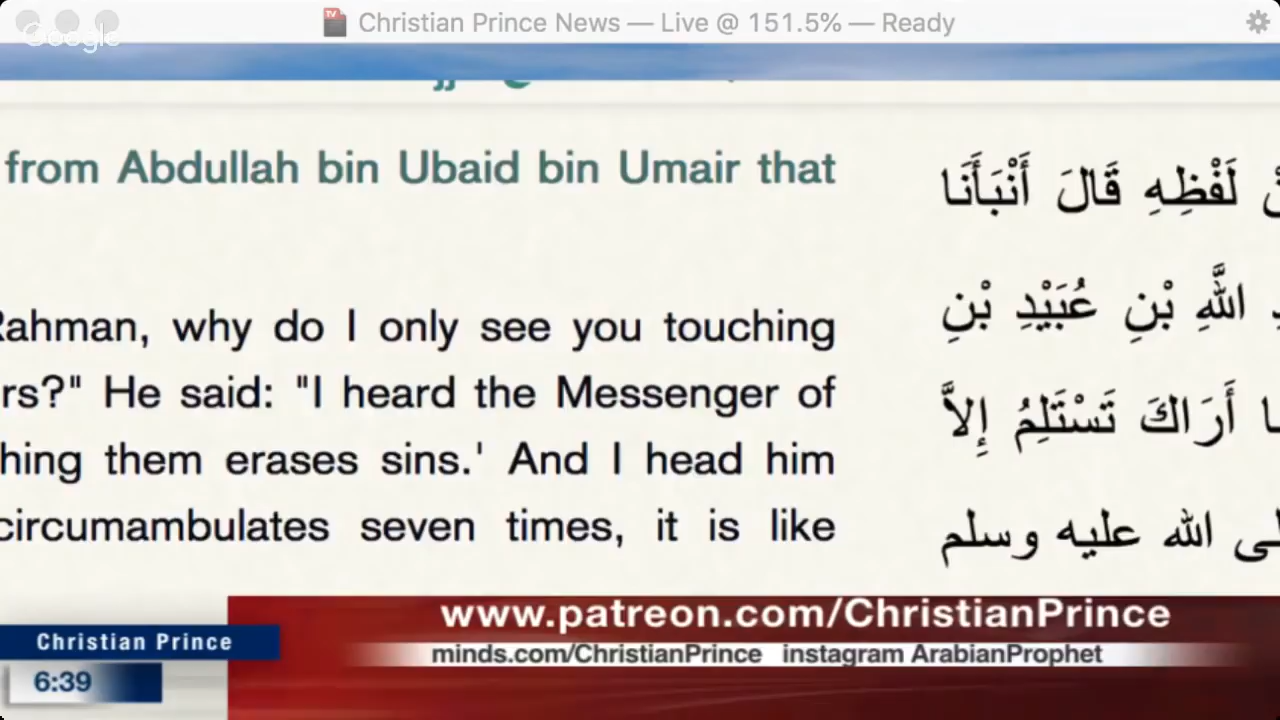 Christian Prince News — Live @ 151.5% — Ready
Google
from Abdullah bin Ubaid bin Umair that
Rahman, why do I only see you touching
rs?" He said: "I heard the Messenger of
hing them erases sins.' And I head him
circumambulates seven times, it is like
لَفْظِهِ قَالَ أَنْبَأَنَا
اللَّهِ بْنِ عُبَيْدِ بْنِ
أَرَاكَ تَسْتَلِمُ إِلاَّ
الله عليه وسلم
www.patreon.com/ChristianPrince
minds.com/ChristianPrince instagram ArabianProphet
Christian Prince
6:39